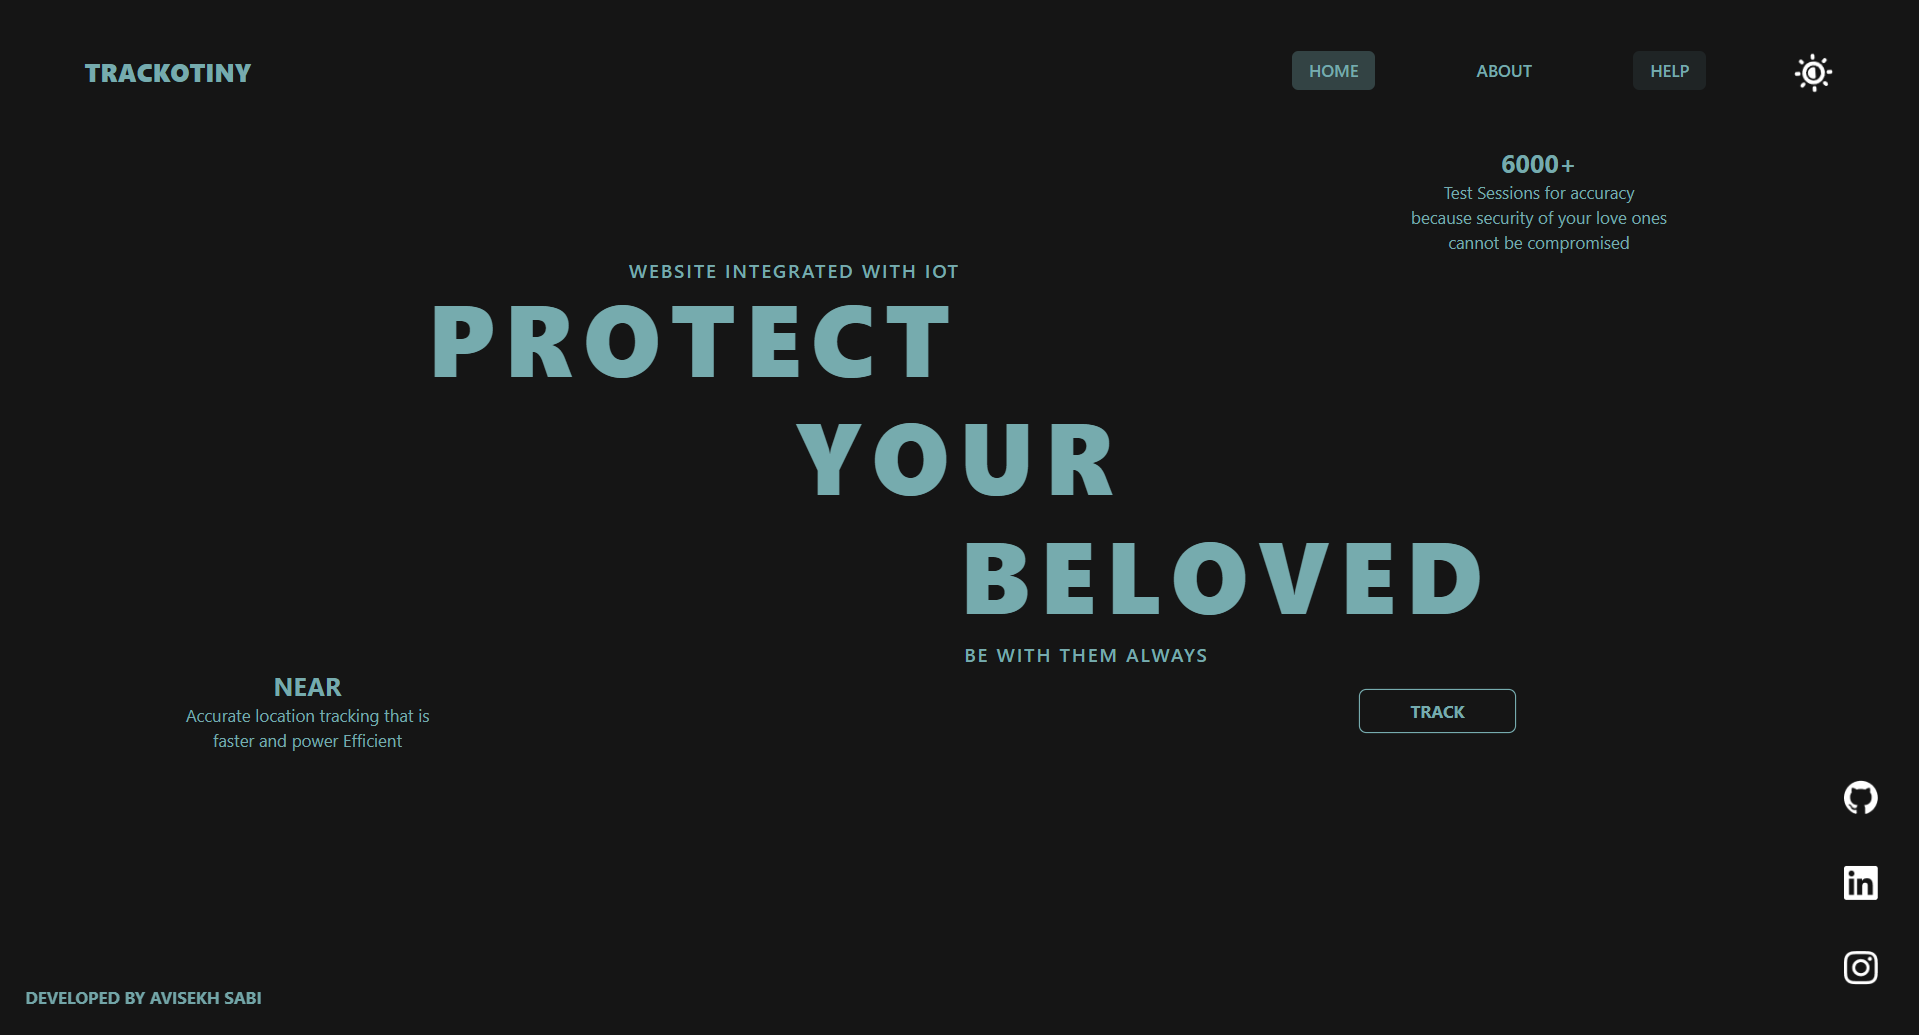 TRACKOTINY
HOME
ABOUT
HELP
6000+
Test Sessions for accuracy
because security of your love ones
cannot be compromised
WEBSITE INTEGRATED WITH IOT
PROTECT
YOUR
BELOVED
BE WITH THEM ALWAYS
NEAR
Accurate location tracking that is
faster and power Efficient
TRACK
in
DEVELOPED BY AVISEKH SABI